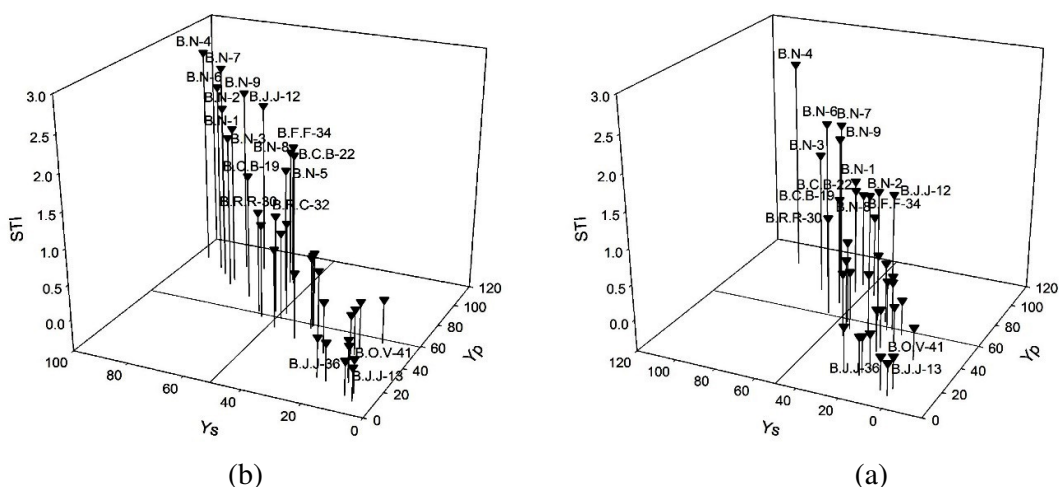 B.N-4
B.N-7
B.N-6
B.N-9
B.N-2
B.J.J-12
B.N-1
B.N-3
B.F.F-34
B.N-8
B.C.B-22
B.C.B-19
B.N-5
B.R.R-30
B.R.C-32
B.O.V-41
B.J.J-36
B.J.J-13
STI
3.0
2.5
2.0
1.5
1.0
0.5
0.0
100
80
60
40
20
0
Ys
0
20
40
60
80
100
120
Yp
(b)
B.N-4
B.N-6
B.N-7
B.N-9
B.N-3
B.N-1
B.C.B-22
B.N-2
B.J.J-12
B.C.B-19
B.N-8
B.F.F-34
B.R.R-30
B.O.V-41
B.J.J-36
B.J.J-13
STI
3.0
2.5
2.0
1.5
1.0
0.5
0.0
120
100
80
60
40
20
0
Ys
0
20
40
60
80
100
120
Yp
(a)